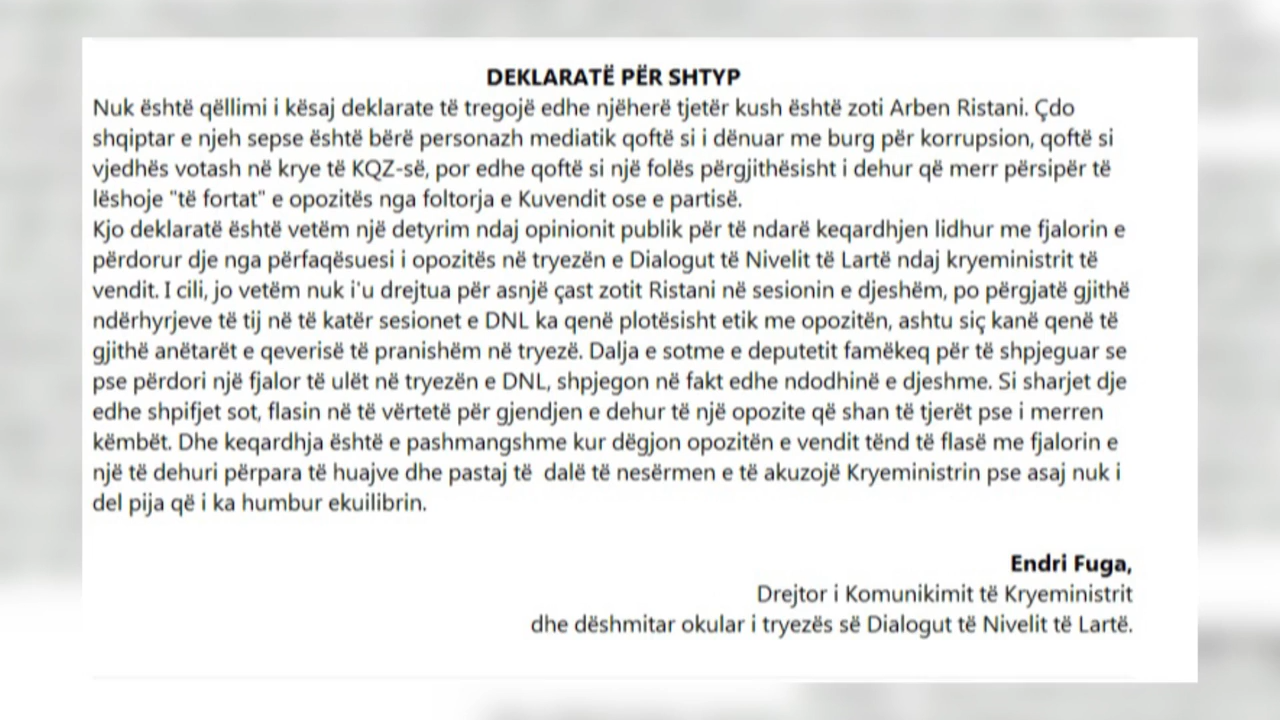 DEKLARATË PËR SHTYP
Nuk është qëllimi i kësaj deklarate të tregojë edhe njëherë tjetër kush është zoti Arben Ristani. Çdo
shqiptar e njeh sepse është bërë personazh mediatik qoftë si i dënuar me burg për korrupsion, qoftë si
vjedhës votash në krye të KQZ-së, por edhe qoftë si një folës përgjithësisht i dehur që merr përsipër të
lëshoje "të fortat" e opozitës nga foltorja e Kuvendit ose e partisë.
Kjo deklaratë është vetëm një detyrim ndaj opinionit publik për të ndarë keqardhjen lidhur me fjalorin e
përdorur dje nga përfaqësuesi i opozitës në tryezën e Dialogut të Nivelit të Lartë ndaj kryeministrit të
vendit. I cili, jo vetëm nuk i'u drejtua për asnjë çast zotit Ristani në sesionin e djeshëm, po përgjatë gjithë
ndërhyrjeve të tij në të katër sesionet e DNL ka qenë plotësisht etik me opozitën, ashtu siç kanë qenë të
gjithë anëtarët e qeverisë të pranishëm në tryezë. Dalja e sotme e deputetit famëkeq për të shpjeguar se
pse përdori një fjalor të ulët në tryezën e DNL, shpjegon në fakt edhe ndodhinë e djeshme. Si sharjet dje
edhe shpifjet sot, flasin në të vërtetë për gjendjen e dehur të një opozite që shan të tjerët pse i merren
këmbët. Dhe keqardhja është e pashmangshme kur dëgjon opozitën e vendit tënd të flasë me fjalorin e
një të dehuri përpara të huajve dhe pastaj të  dalë të nesërmen e të akuzojë Kryeministrin pse asaj nuk i
del pija që i ka humbur ekuilibrin.
Endri Fuga,
Drejtor i Komunikimit të Kryeministrit
dhe dëshmitar okular i tryezës së Dialogut të Nivelit të Lartë.